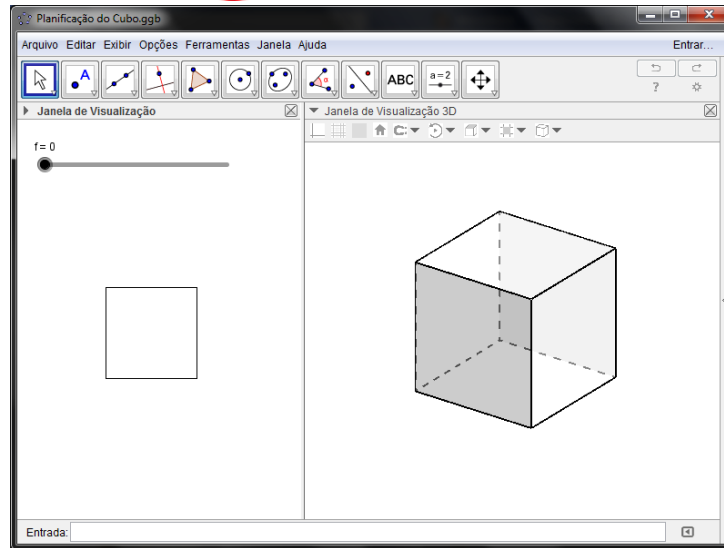 Planificação do Cubo.ggb
Arquivo Editar Exibir Opções Ferramentas Janela Ajuda Entrar...
A α ABC a=2 ?
Janela de Visualização
Janela de Visualização 3D
f = 0
Entrada: